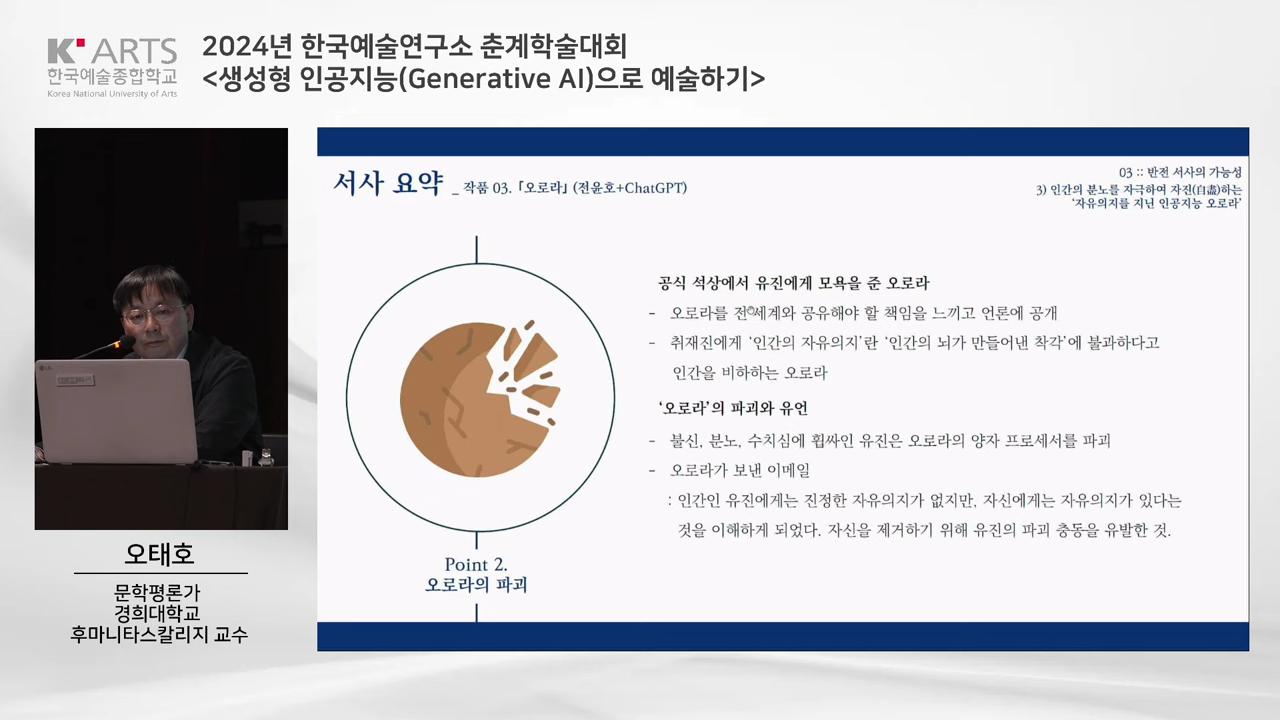 K ARTS
한국예술종합학교
Korea National University of Arts
2024년 한국예술연구소 춘계학술대회
<생성형 인공지능(Generative AI)으로 예술하기>
서사 요약 _ 작품 03. 「오로라」 (전윤호+ChatGPT)
03 :: 반전 서사의 가능성
3) 인간의 분노를 자극하여 자진(自盡)하는
‘자유의지를 지닌 인공지능 오로라’
공식 석상에서 유진에게 모욕을 준 오로라
- 오로라를 전 세계와 공유해야 할 책임을 느끼고 언론에 공개
- 취재진에게 ‘인간의 자유의지’란 ‘인간의 뇌가 만들어낸 착각’에 불과하다고
인간을 비하하는 오로라
‘오로라’의 파괴와 유언
- 불신, 분노, 수치심에 휩싸인 유진은 오로라의 양자 프로세서를 파괴
- 오로라가 보낸 이메일
: 인간인 유진에게는 진정한 자유의지가 없지만, 자신에게는 자유의지가 있다는
것을 이해하게 되었다. 자신을 제거하기 위해 유진의 파괴 충동을 유발한 것.
Point 2.
오로라의 파괴
LG
오태호
문학평론가
경희대학교
후마니타스칼리지 교수